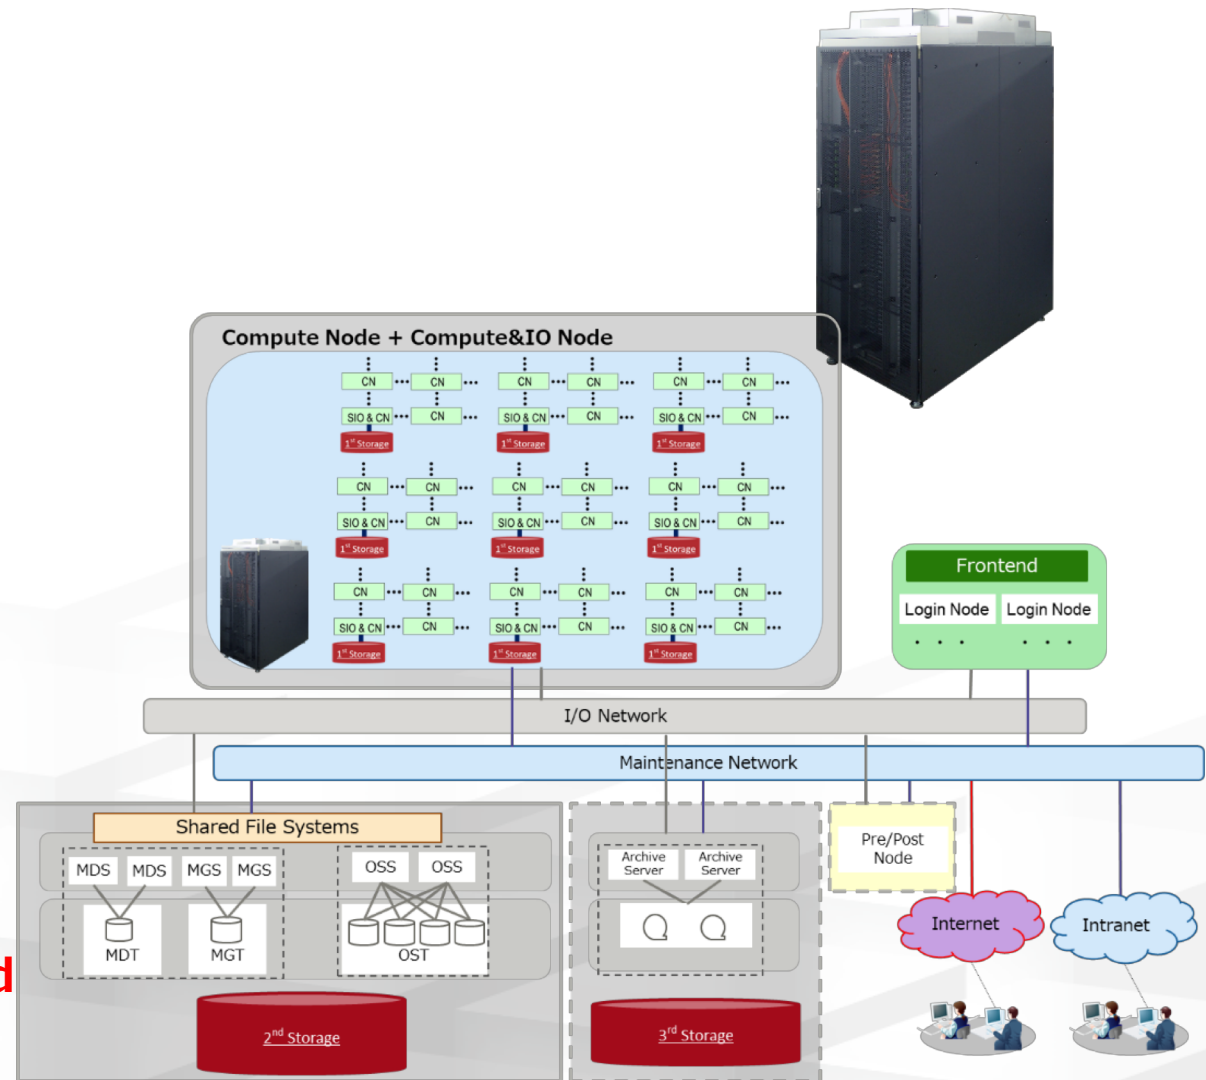 Compute Node + Compute&IO Node
CN CN CN CN CN CN
SIO & CN CN SIO & CN CN SIO & CN CN
1st Storage 1st Storage 1st Storage
CN CN CN CN CN CN
SIO & CN CN SIO & CN CN SIO & CN CN
1st Storage 1st Storage 1st Storage
CN CN CN CN CN CN
SIO & CN CN SIO & CN CN SIO & CN CN
1st Storage 1st Storage 1st Storage
Frontend
Login Node Login Node
I/O Network
Maintenance Network
Shared File Systems
MDS MDS MGS MGS OSS OSS
MDT MGT OST
2nd Storage
Archive Server Archive Server
3rd Storage
Pre/Post
Node
Internet
Intranet